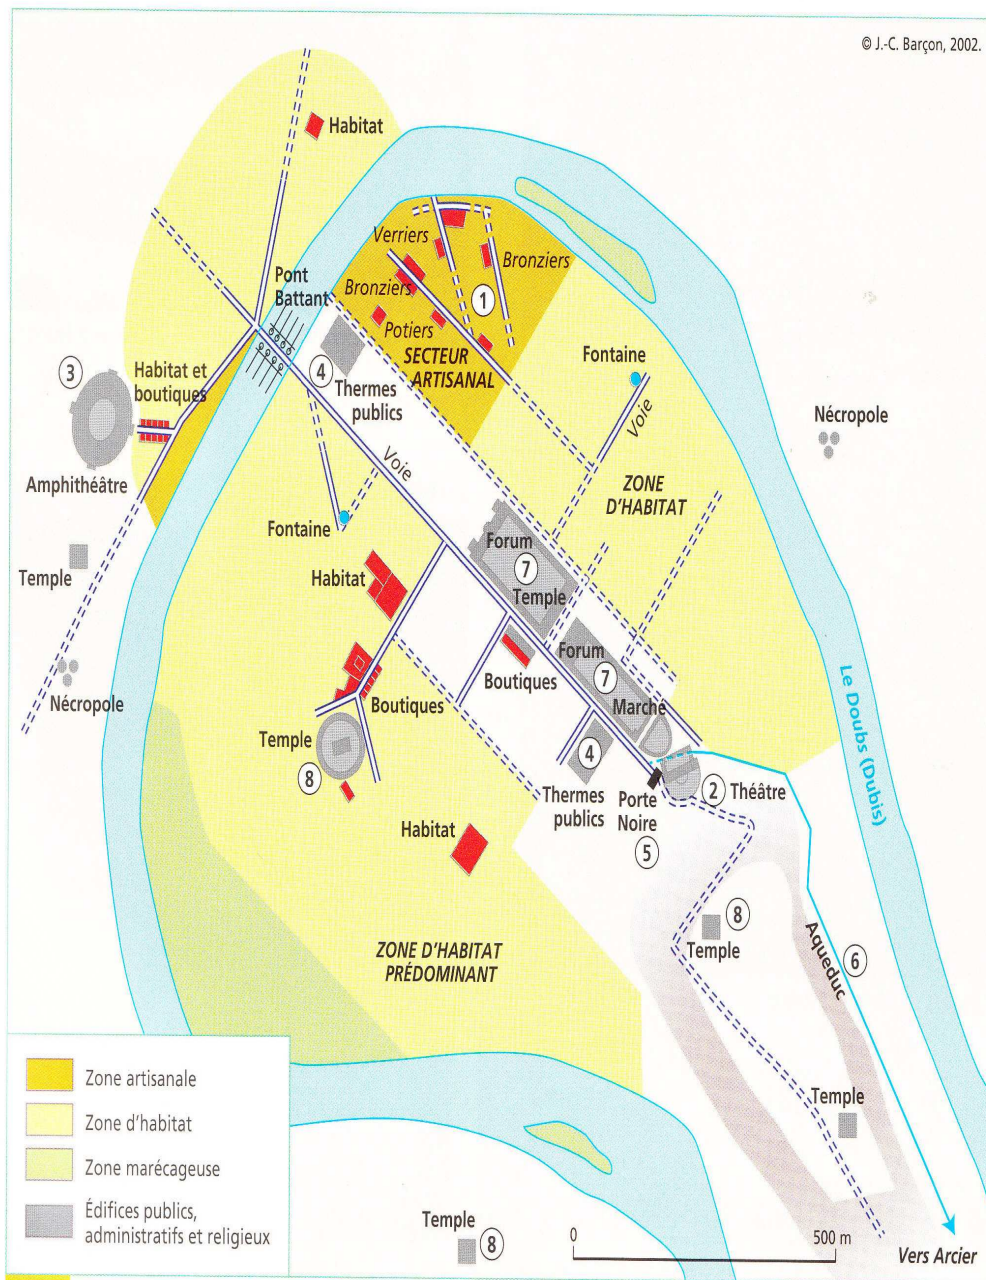 © J.-C. Barçon, 2002.
Habitat
Verriers
Bronziers
Pont
Battant
Bronziers
1
Potiers
SECTEUR
ARTISANAL
4
Thermes
publics
Fontaine
3
Habitat et
boutiques
Amphithéâtre
Voie
Voie
Nécropole
ZONE
D'HABITAT
Fontaine
Forum
7
Temple
Temple
Habitat
Nécropole
Boutiques
Forum
7
Marché
Boutiques
Temple
8
4
Thermes
publics
Porte
Noire
5
2 Théâtre
Le Doubs (Dubis)
Habitat
ZONE D'HABITAT
PRÉDOMINANT
8
Temple
Aqueduc
6
Temple
Zone artisanale
Zone d'habitat
Zone marécageuse
Édifices publics,
administratifs et religieux
Temple
8
0
500 m
Vers Arcier